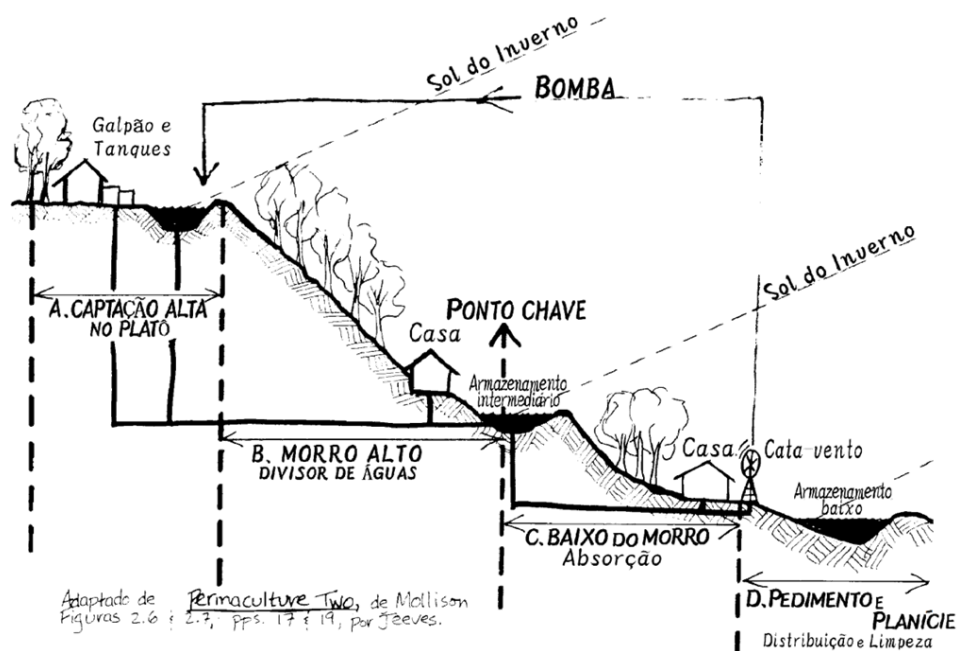 Sol do Inverno
BOMBA
Galpão e
Tanques
Sol do Inverno
A. CAPTAÇÃO ALTA
NO PLATÔ
PONTO CHAVE
Casa
Armazenamento
intermediário
B. MORRO ALTO
DIVISOR DE ÁGUAS
Casa
Cata-vento
Armazenamento
baixo
C. BAIXO DO MORRO
Absorção
D. PEDIMENTO E
PLANÍCIE
Distribuição e Limpeza
Adaptado de Permaculture Two, de Mollison
Figuras 2.6 & 2.7, pps. 17 & 19, por Jeeves.